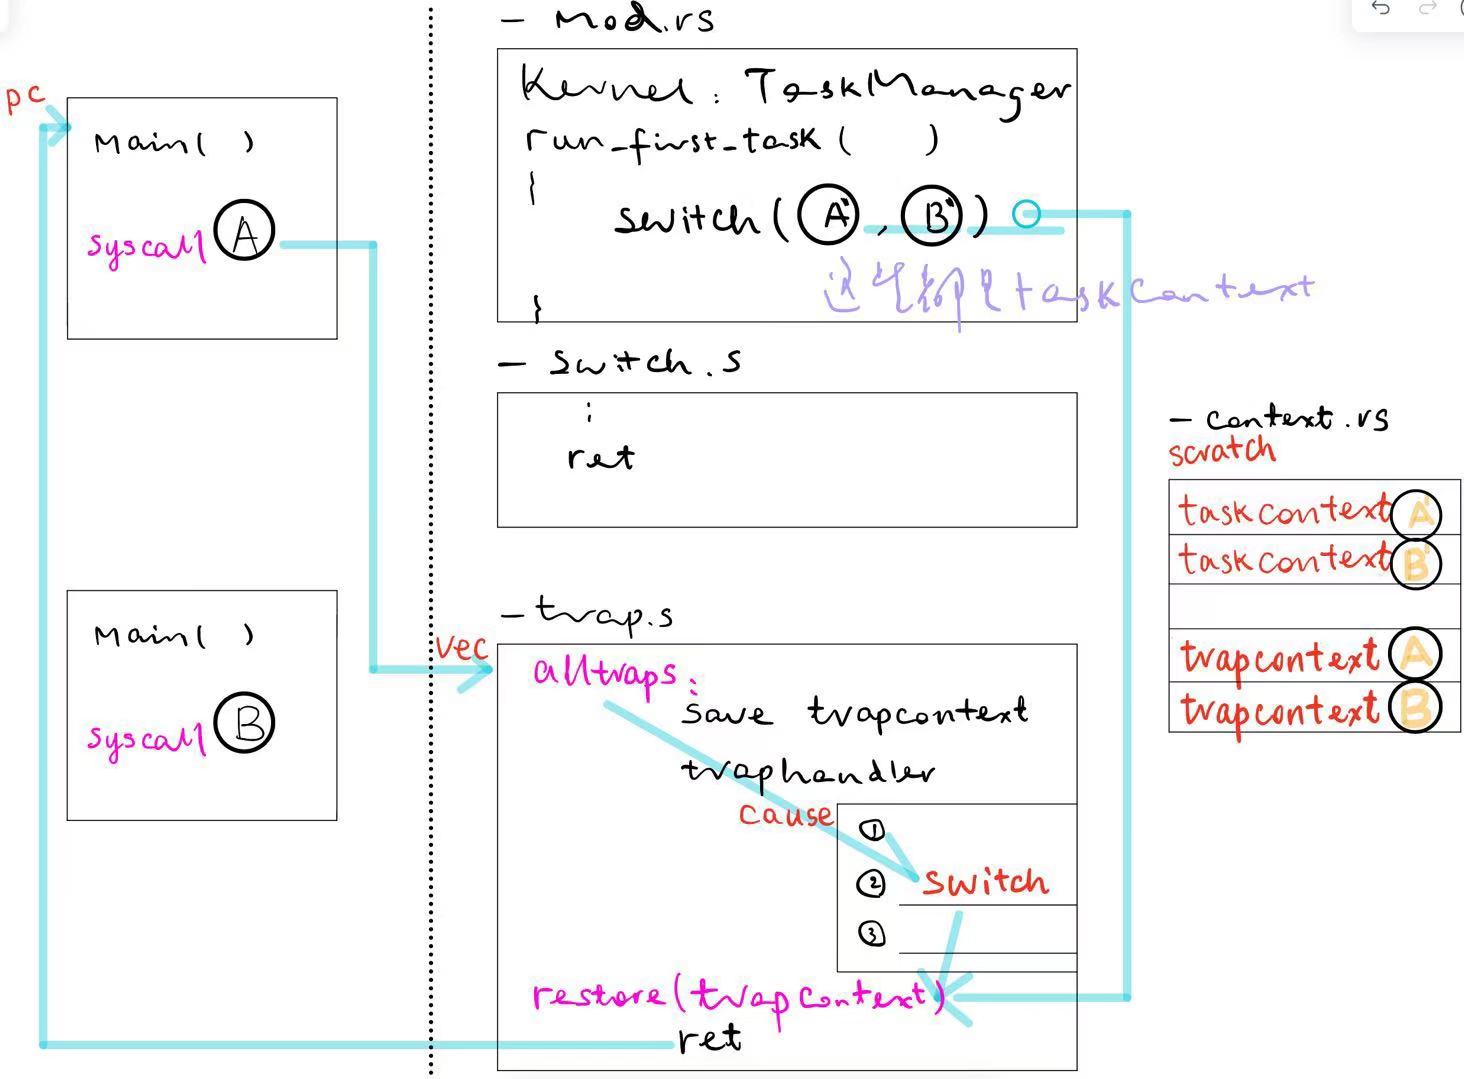 pc
Main( )
syscall A
Main( )
syscall B
- Mod.rs
Kernel: TaskManager
run_first_task ( )
{
switch ( A' , B' )
这些都是taskContext
}
- Switch.s
:
ret
- trap.s
vec
alltraps:
save trapcontext
traphandler
cause
①
② switch
③
restore(trapContext)
ret
- context.rs
scratch
taskcontext A'
taskcontext B'
trapcontext A
trapcontext B